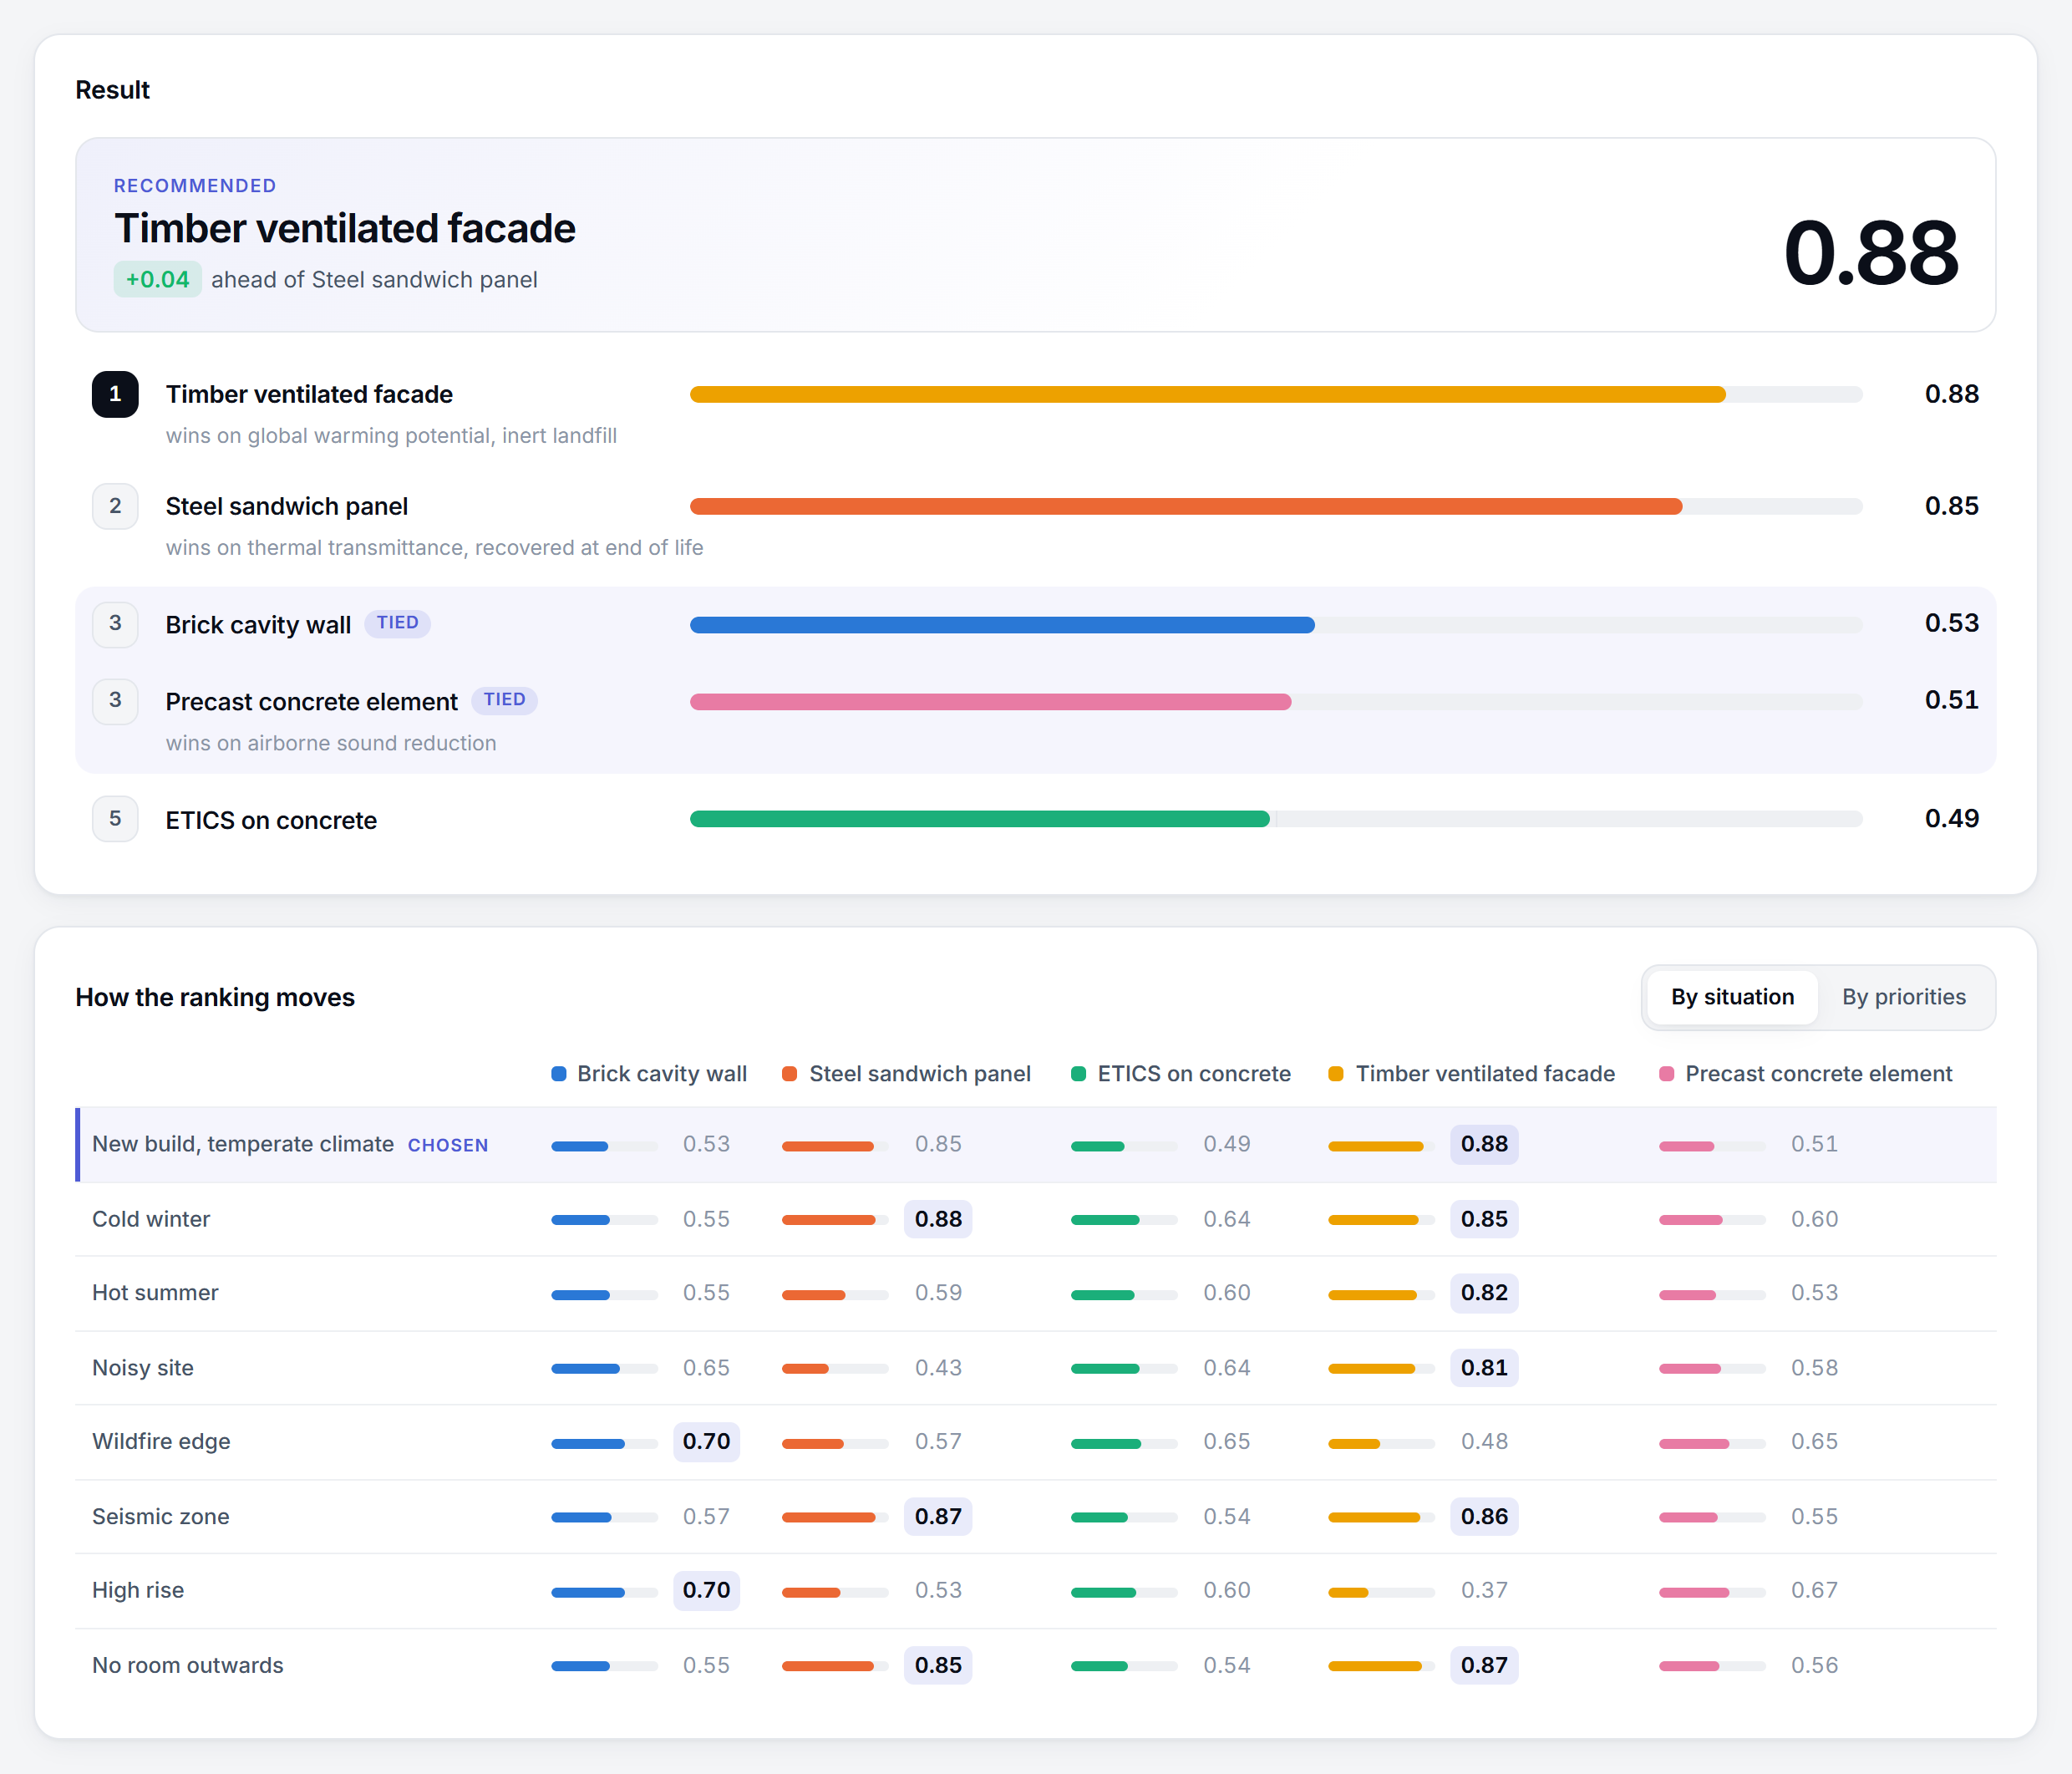 Result
RECOMMENDED
Timber ventilated facade
+0.04 ahead of Steel sandwich panel
0.88
1 Timber ventilated facade 0.88
wins on global warming potential, inert landfill
2 Steel sandwich panel 0.85
wins on thermal transmittance, recovered at end of life
3 Brick cavity wall TIED 0.53
3 Precast concrete element TIED 0.51
wins on airborne sound reduction
5 ETICS on concrete 0.49
How the ranking moves By situation By priorities
Brick cavity wall Steel sandwich panel ETICS on concrete Timber ventilated facade Precast concrete element
New build, temperate climate CHOSEN 0.53 0.85 0.49 0.88 0.51
Cold winter 0.55 0.88 0.64 0.85 0.60
Hot summer 0.55 0.59 0.60 0.82 0.53
Noisy site 0.65 0.43 0.64 0.81 0.58
Wildfire edge 0.70 0.57 0.65 0.48 0.65
Seismic zone 0.57 0.87 0.54 0.86 0.55
High rise 0.70 0.53 0.60 0.37 0.67
No room outwards 0.55 0.85 0.54 0.87 0.56